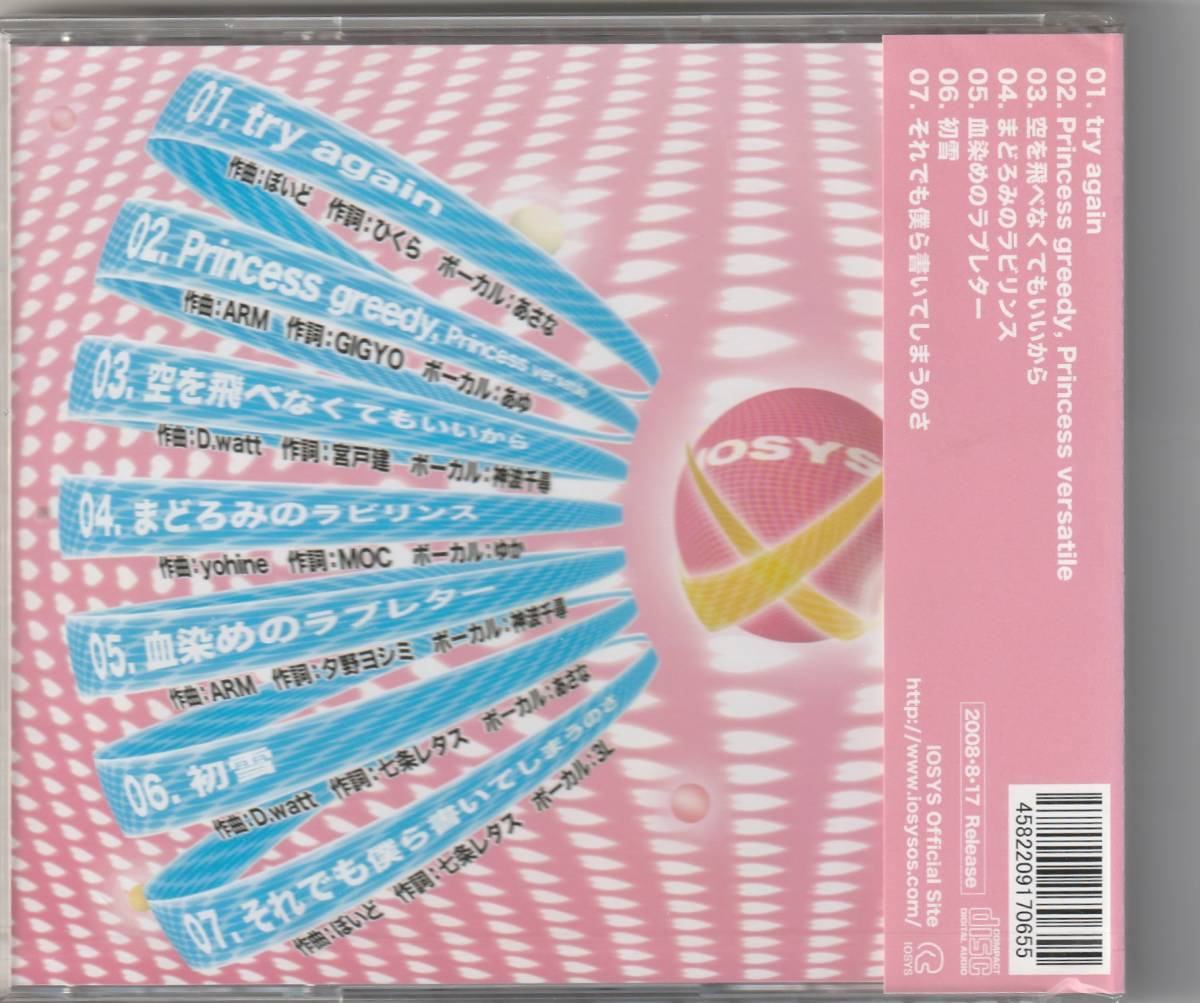 01. try again
作曲:ぼいど 作詞:ひくら ボーカル:あさな
02. Princess greedy, Princess versatile
作曲:ARM 作詞:GIGYO ボーカル:あゆ
03. 空を飛べなくてもいいから
作曲:D.watt 作詞:宮戸建 ボーカル:神波千尋
04. まどろみのラビリンス
作曲:yohine 作詞:MOC ボーカル:ゆか
05. 血染めのラブレター
作曲:ARM 作詞:夕野ヨシミ ボーカル:神波千尋
06. 初雪
作曲:D.watt 作詞:七条レタス ボーカル:あさな
07. それでも僕ら書いてしまうのさ
作曲:ぼいど 作詞:七条レタス ボーカル:3L
IOSYS
01. try again
02. Princess greedy, Princess versatile
03. 空を飛べなくてもいいから
04. まどろみのラビリンス
05. 血染めのラブレター
06. 初雪
07. それでも僕ら書いてしまうのさ
2008・8・17 Release
IOSYS Official Site
http://www.iosysos.com/
4582209170655
COMPACT
disc
DIGITAL AUDIO
IOSYS